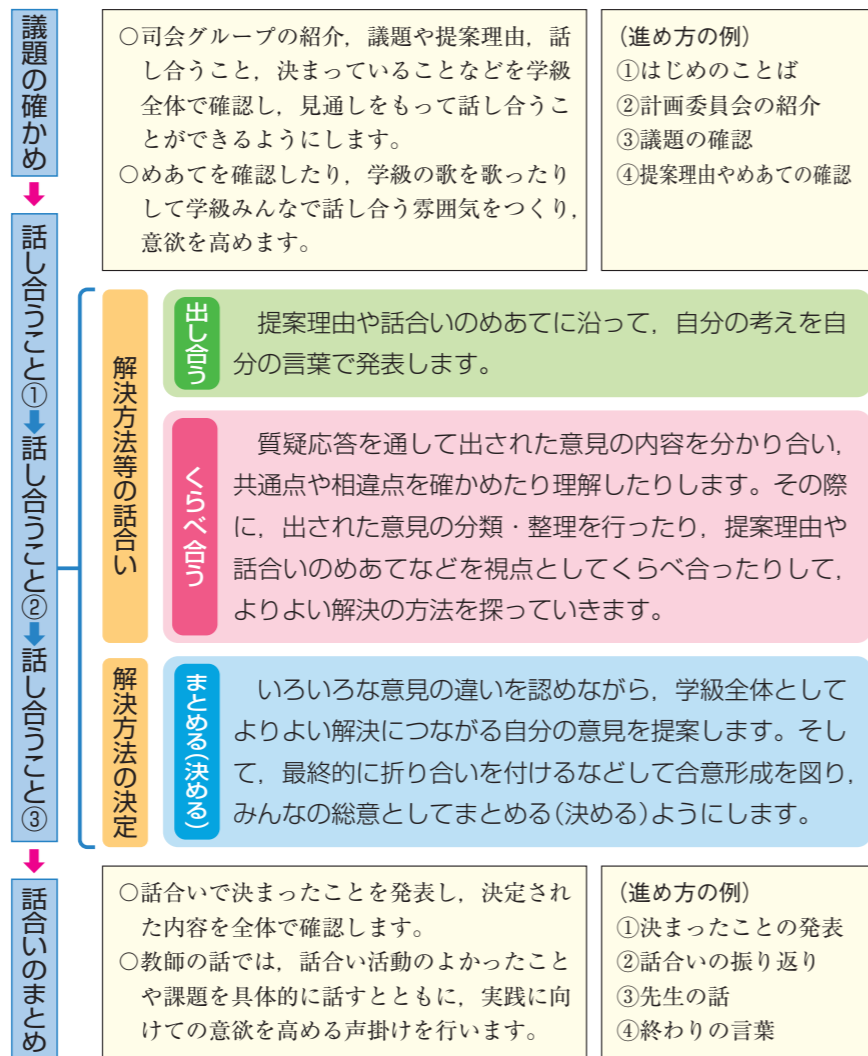 議題の確かめ
○司会グループの紹介，議題や提案理由，話
し合うこと，決まっていることなどを学級
全体で確認し，見通しをもって話し合うこ
とができるようにします。
○めあてを確認したり，学級の歌を歌ったり
して学級みんなで話し合う雰囲気をつくり，
意欲を高めます。
(進め方の例)
①はじめのことば
②計画委員会の紹介
③議題の確認
④提案理由やめあての確認
話し合うこと①
話し合うこと②
話し合うこと③
解決方法等の話合い
出し合う
提案理由や話合いのめあてに沿って，自分の考えを自
分の言葉で発表します。
くらべ合う
質疑応答を通して出された意見の内容を分かり合い，
共通点や相違点を確かめたり理解したりします。その際
に，出された意見の分類・整理を行ったり，提案理由や
話合いのめあてなどを視点としてくらべ合ったりして，
よりよい解決の方法を探っていきます。
解決方法の決定
まとめる(決める)
いろいろな意見の違いを認めながら，学級全体として
よりよい解決につながる自分の意見を提案します。そし
て，最終的に折り合いを付けるなどして合意形成を図り，
みんなの総意としてまとめる(決める)ようにします。
話合いのまとめ
○話合いで決まったことを発表し，決定され
た内容を全体で確認します。
○教師の話では，話合い活動のよかったこと
や課題を具体的に話すとともに，実践に向
けての意欲を高める声掛けを行います。
(進め方の例)
①決まったことの発表
②話合いの振り返り
③先生の話
④終わりの言葉